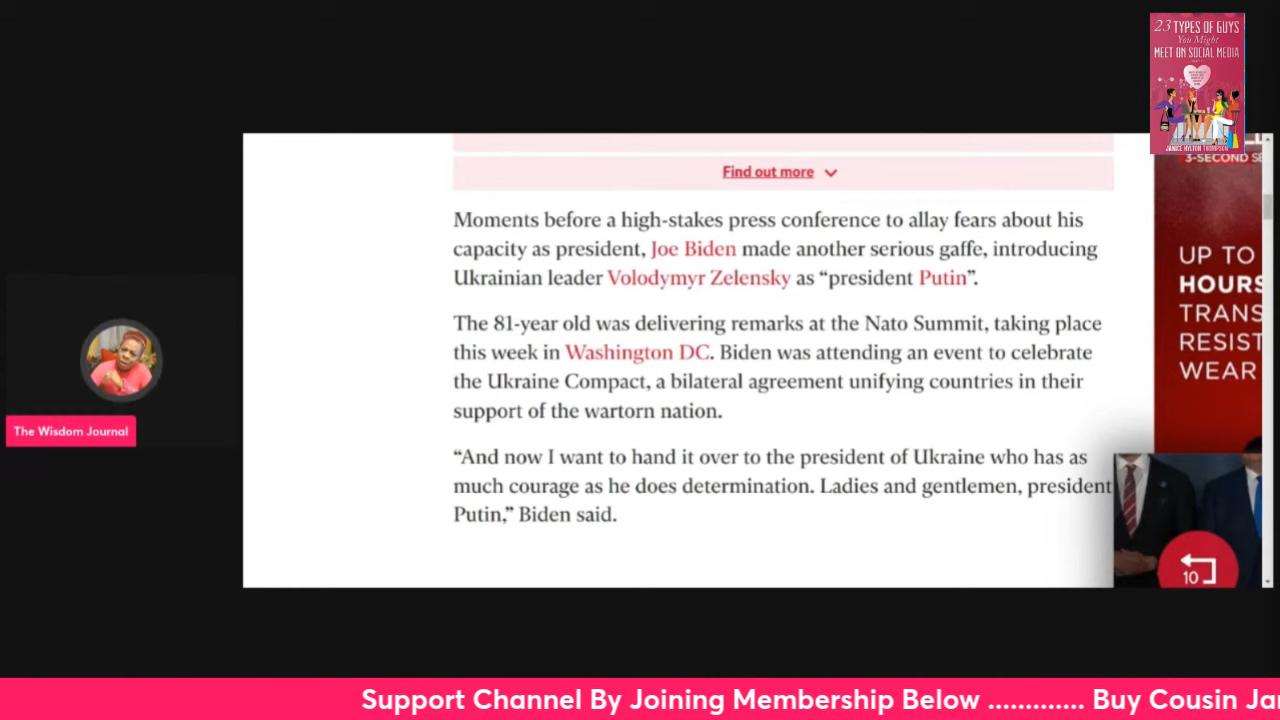 23 TYPES OF GUYS
You Might
MEET ON SOCIAL MEDIA
JANICE HYLTON THOMPSON
3-SECOND SE
Find out more
Moments before a high-stakes press conference to allay fears about his
capacity as president, Joe Biden made another serious gaffe, introducing
Ukrainian leader Volodymyr Zelensky as “president Putin”.
The 81-year old was delivering remarks at the Nato Summit, taking place
this week in Washington DC. Biden was attending an event to celebrate
the Ukraine Compact, a bilateral agreement unifying countries in their
support of the wartorn nation.
“And now I want to hand it over to the president of Ukraine who has as
much courage as he does determination. Ladies and gentlemen, president
Putin,” Biden said.
UP TO
HOURS
TRANS
RESIST
WEAR
10
The Wisdom Journal
Support Channel By Joining Membership Below ............. Buy Cousin Ja